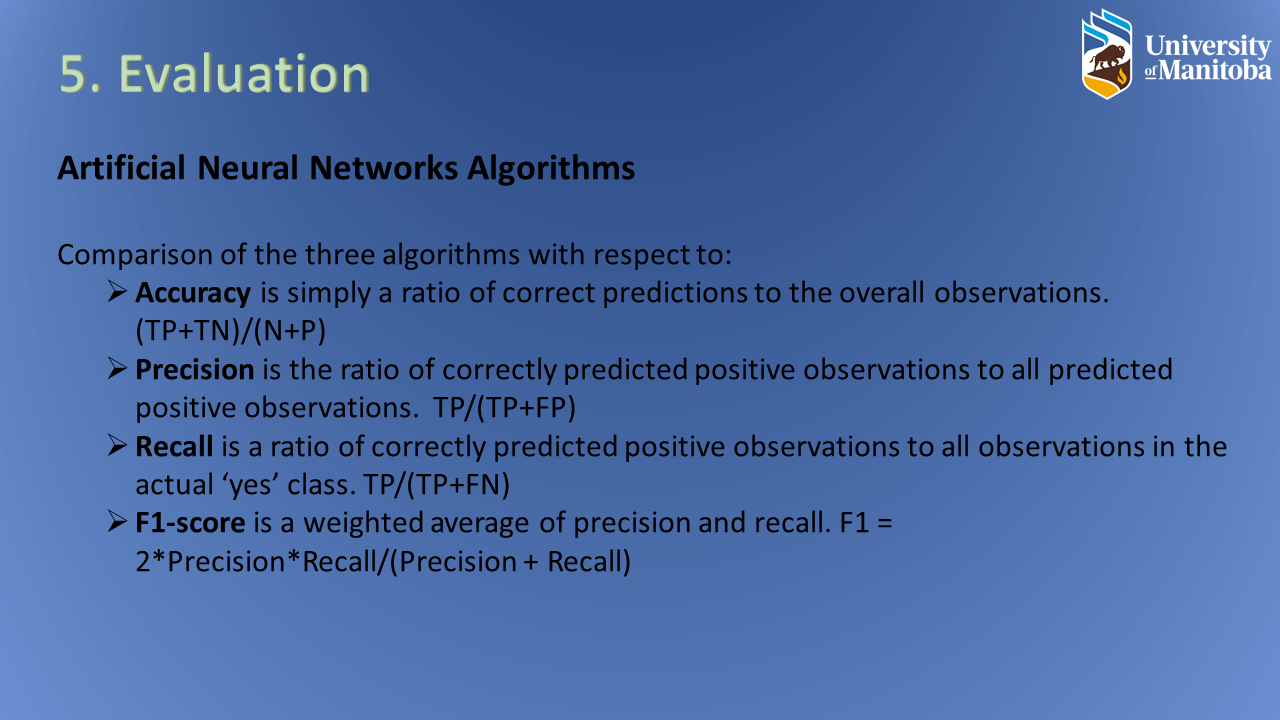 5. Evaluation
University
of Manitoba
Artificial Neural Networks Algorithms
Comparison of the three algorithms with respect to:
➢ Accuracy is simply a ratio of correct predictions to the overall observations.
(TP+TN)/(N+P)
➢ Precision is the ratio of correctly predicted positive observations to all predicted
positive observations. TP/(TP+FP)
➢ Recall is a ratio of correctly predicted positive observations to all observations in the
actual ‘yes’ class. TP/(TP+FN)
➢ F1-score is a weighted average of precision and recall. F1 =
2*Precision*Recall/(Precision + Recall)